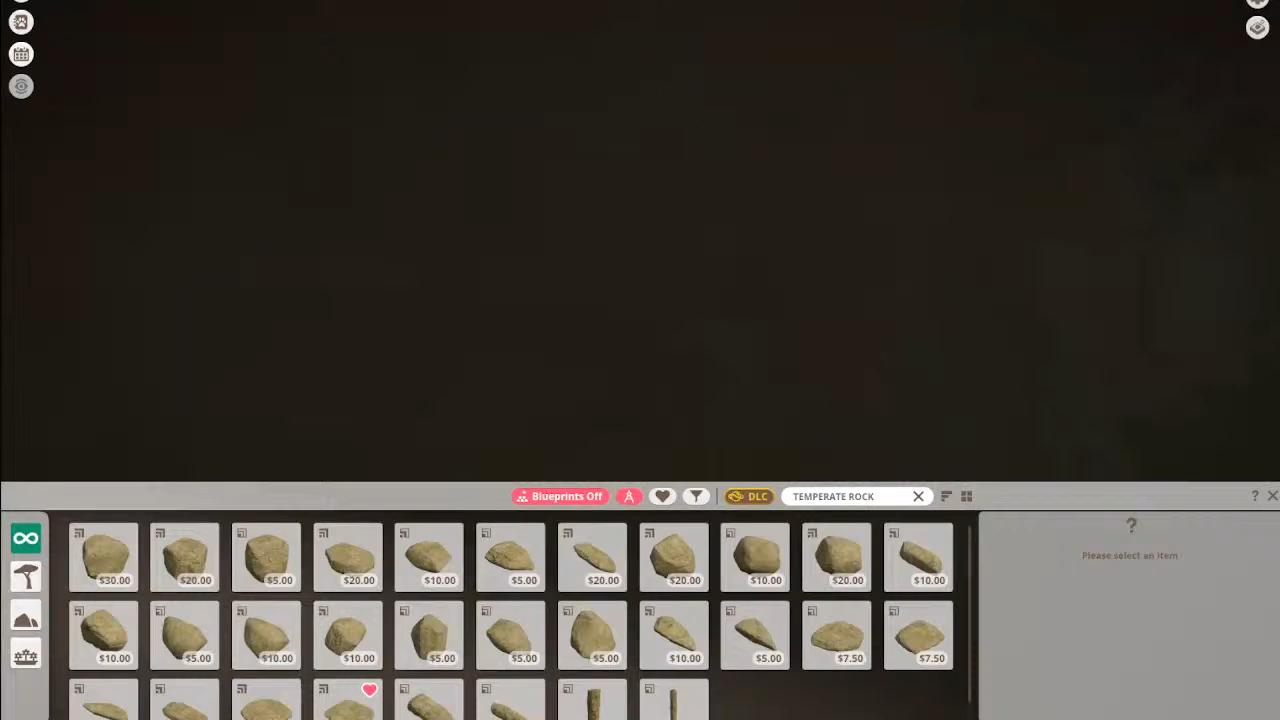 Blueprints Off DLC TEMPERATE ROCK ?
?
Please select an item
$30.00 $20.00 $5.00 $20.00 $10.00 $5.00 $20.00 $20.00 $10.00 $20.00 $10.00
$10.00 $5.00 $10.00 $10.00 $5.00 $5.00 $5.00 $10.00 $5.00 $7.50 $7.50